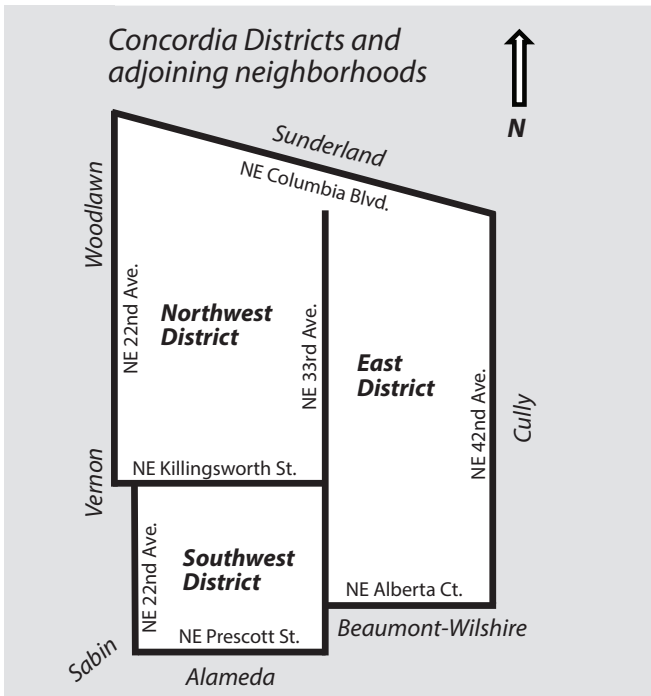 Concordia Districts and
adjoining neighborhoods
N
Sunderland
NE Columbia Blvd.
Woodlawn
NE 22nd Ave.
Northwest
District
NE 33rd Ave.
East
District
NE 42nd Ave.
Cully
Vernon
NE Killingsworth St.
NE 22nd Ave.
Southwest
District
NE Alberta Ct.
NE Prescott St.
Beaumont-Wilshire
Sabin
Alameda